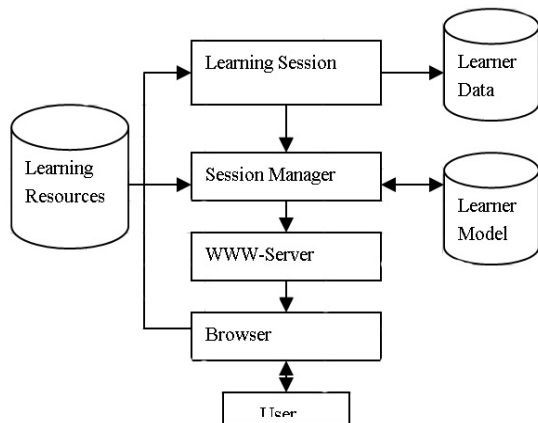 Learning Session
Learner
Data
Learning
Resources
Session Manager
Learner
Model
WWW-Server
Browser
User